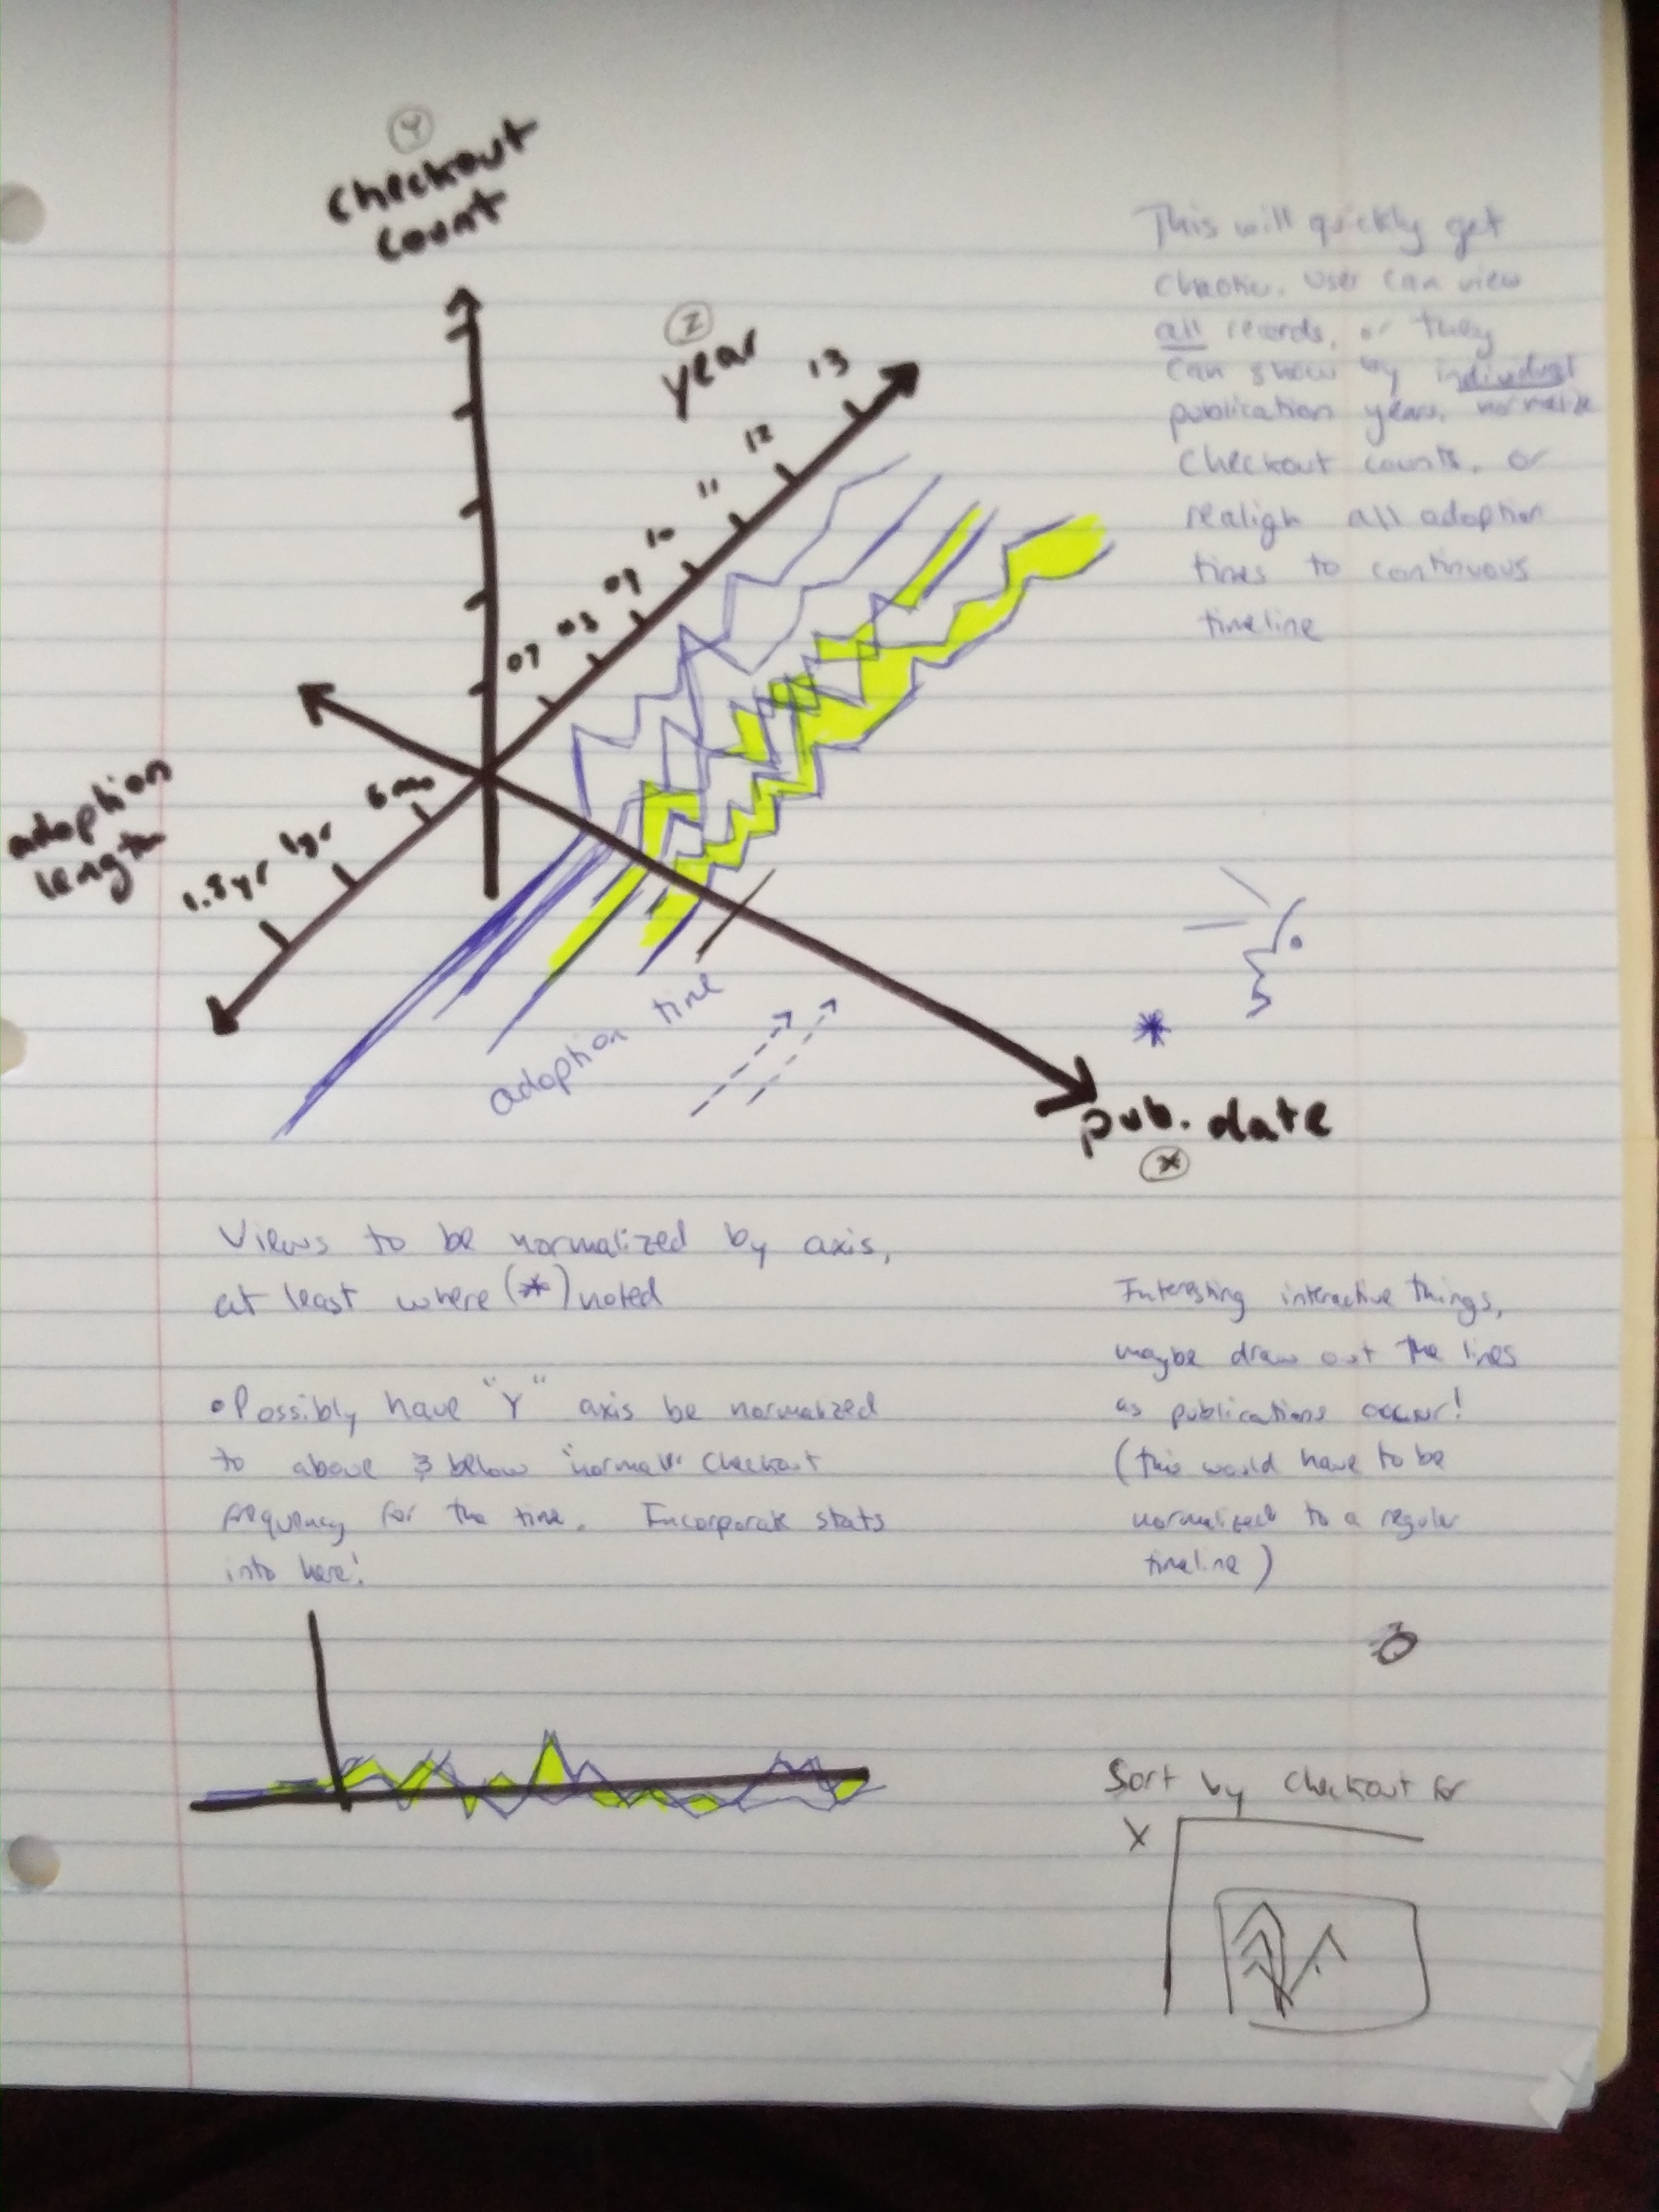 Y
checkout
count
Z
year
13
12
11
10
09
08
07
This will quickly get
chaotic. User can view
all records, or they
can show by individual
publication years, normalize
checkout counts, or
realign all adoption
times to continuous
timeline
adoption
length
6mo
1yr
1.5yr
adoption time
*
pub. date
X
Views to be normalized by axis,
at least where (*) noted
• Possibly have "Y" axis be normalized
to above & below "normal" checkout
frequency for the time. Incorporate stats
into here!
Interesting interactive things,
maybe draw out the lines
as publications occur!
(this would have to be
normalized to a regular
timeline)
Sort by checkout for
X